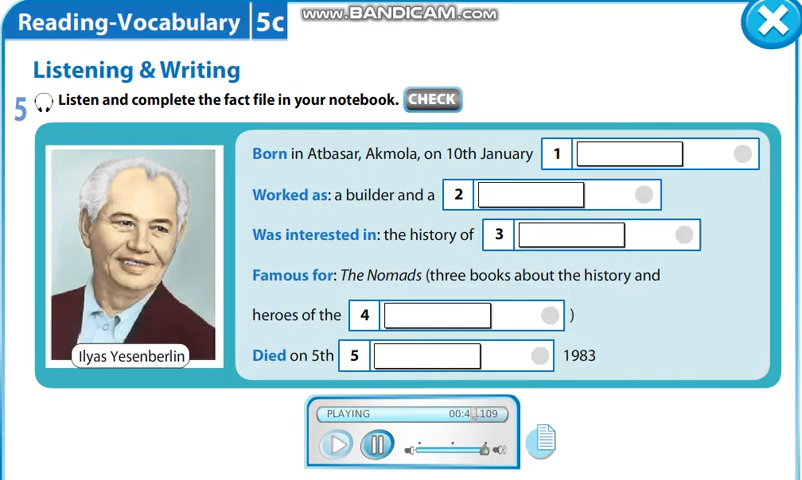 Reading-Vocabulary 5c
www.BANDICAM.com
Listening & Writing
5 Listen and complete the fact file in your notebook. CHECK
Born in Atbasar, Akmola, on 10th January 1
Worked as: a builder and a 2
Was interested in: the history of 3
Famous for: The Nomads (three books about the history and
heroes of the 4 )
Died on 5th 5 1983
Ilyas Yesenberlin
PLAYING